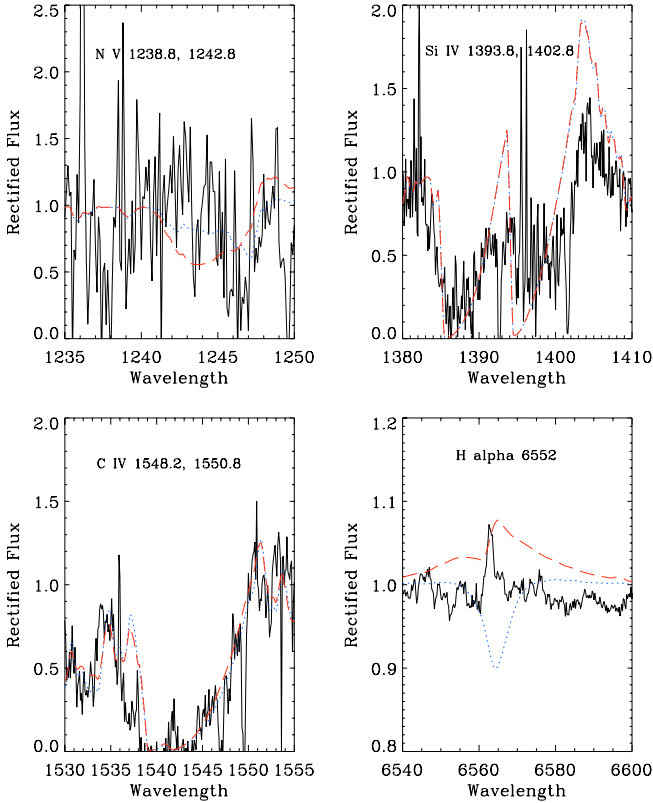 N V 1238.8, 1242.8
Rectified Flux
2.5
2.0
1.5
1.0
0.5
0.0
1235 1240 1245 1250
Wavelength
Si IV 1393.8, 1402.8
Rectified Flux
2.0
1.5
1.0
0.5
0.0
1380 1390 1400 1410
Wavelength
C IV 1548.2, 1550.8
Rectified Flux
2.0
1.5
1.0
0.5
0.0
1530 1535 1540 1545 1550 1555
Wavelength
H alpha 6552
Rectified Flux
1.2
1.1
1.0
0.9
0.8
6540 6560 6580 6600
Wavelength